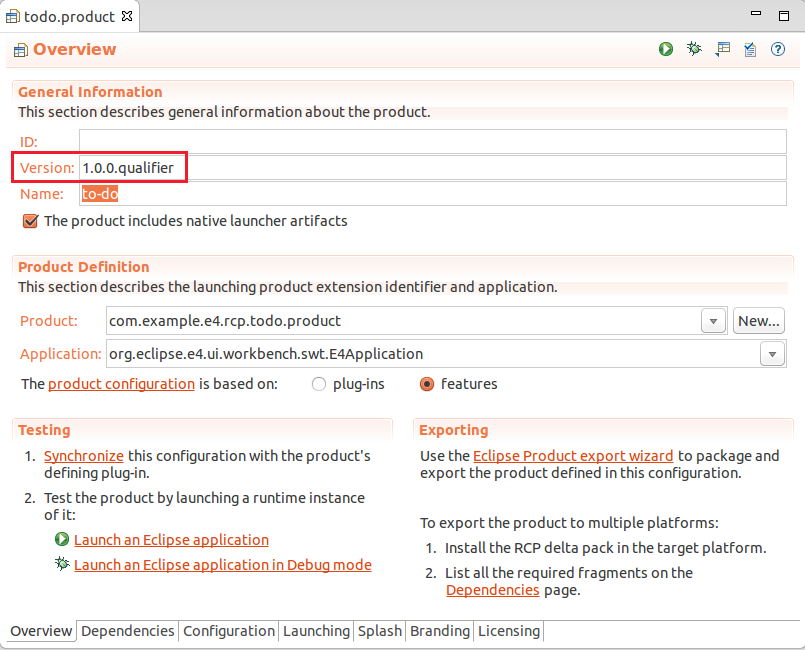 todo.product
Overview
General Information
This section describes general information about the product.
ID:
Version: 1.0.0.qualifier
Name: to-do
The product includes native launcher artifacts
Product Definition
This section describes the launching product extension identifier and application.
Product: com.example.e4.rcp.todo.product New...
Application: org.eclipse.e4.ui.workbench.swt.E4Application
The product configuration is based on: plug-ins features
Testing
1. Synchronize this configuration with the product's
defining plug-in.
2. Test the product by launching a runtime instance
of it:
Launch an Eclipse application
Launch an Eclipse application in Debug mode
Exporting
Use the Eclipse Product export wizard to package and
export the product defined in this configuration.
To export the product to multiple platforms:
1. Install the RCP delta pack in the target platform.
2. List all the required fragments on the
Dependencies page.
Overview Dependencies Configuration Launching Splash Branding Licensing